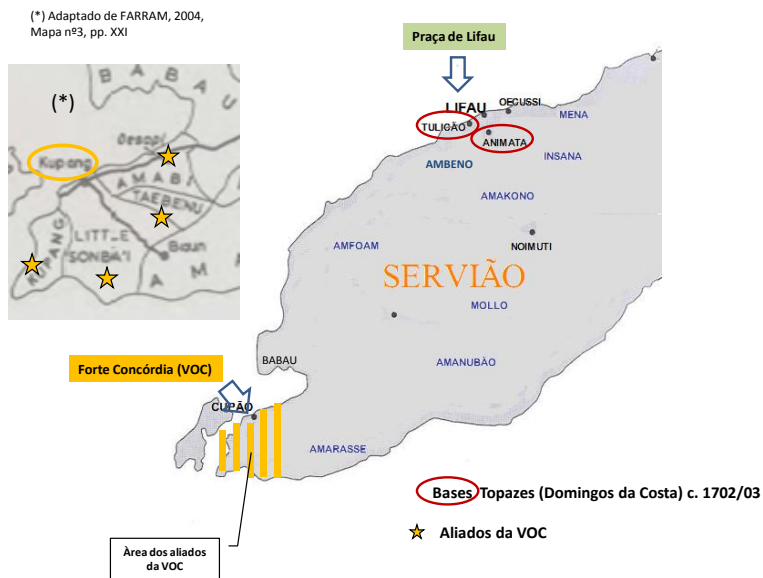 (*) Adaptado de FARRAM, 2004,
Mapa nº3, pp. XXI
(*)
B A B A U
Oesapi
Kupang
A M A B I
TAEBENU
LITTLE
SONBA'I
Baun
KUPANG
A M A
Praça de Lifau
LIFAU
OECUSSI
TULICÃO
MENA
ANIMATA
INSANA
AMBENO
AMAKONO
AMFOAM
NOIMUTI
SERVIÃO
MOLLO
BABAU
AMANUBÃO
Forte Concórdia (VOC)
CUPÃO
AMARASSE
Bases Topazes (Domingos da Costa) c. 1702/03
Aliados da VOC
Àrea dos aliados
da VOC